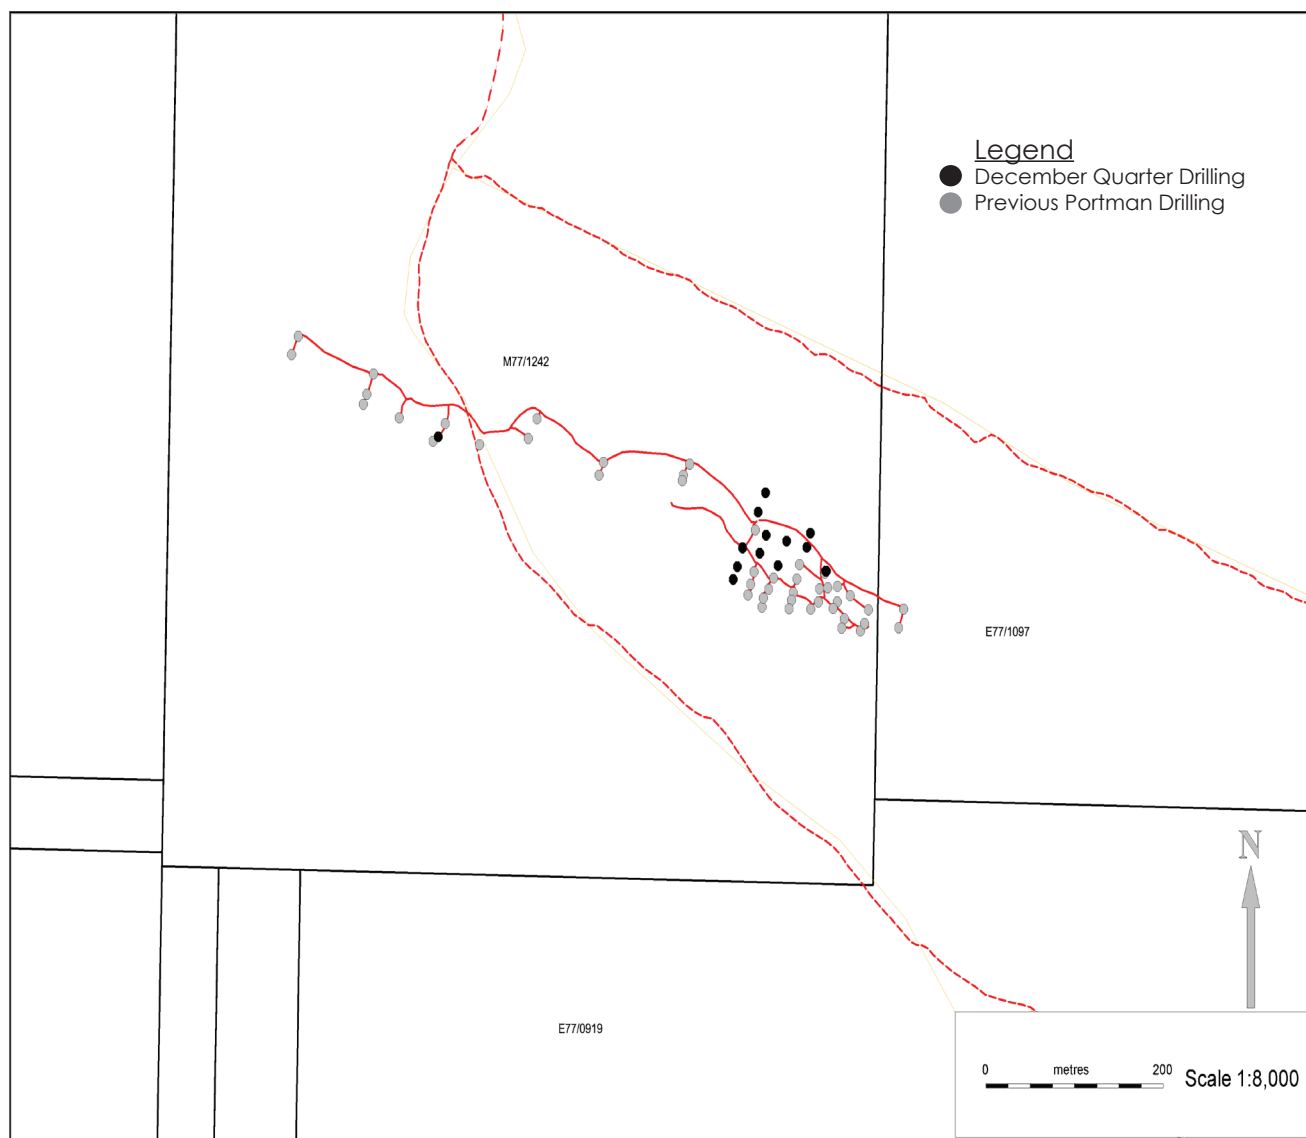 Legend
December Quarter Drilling
Previous Portman Drilling
M77/1242
E77/1097
N
E77/0919
0 metres 200
Scale 1:8,000